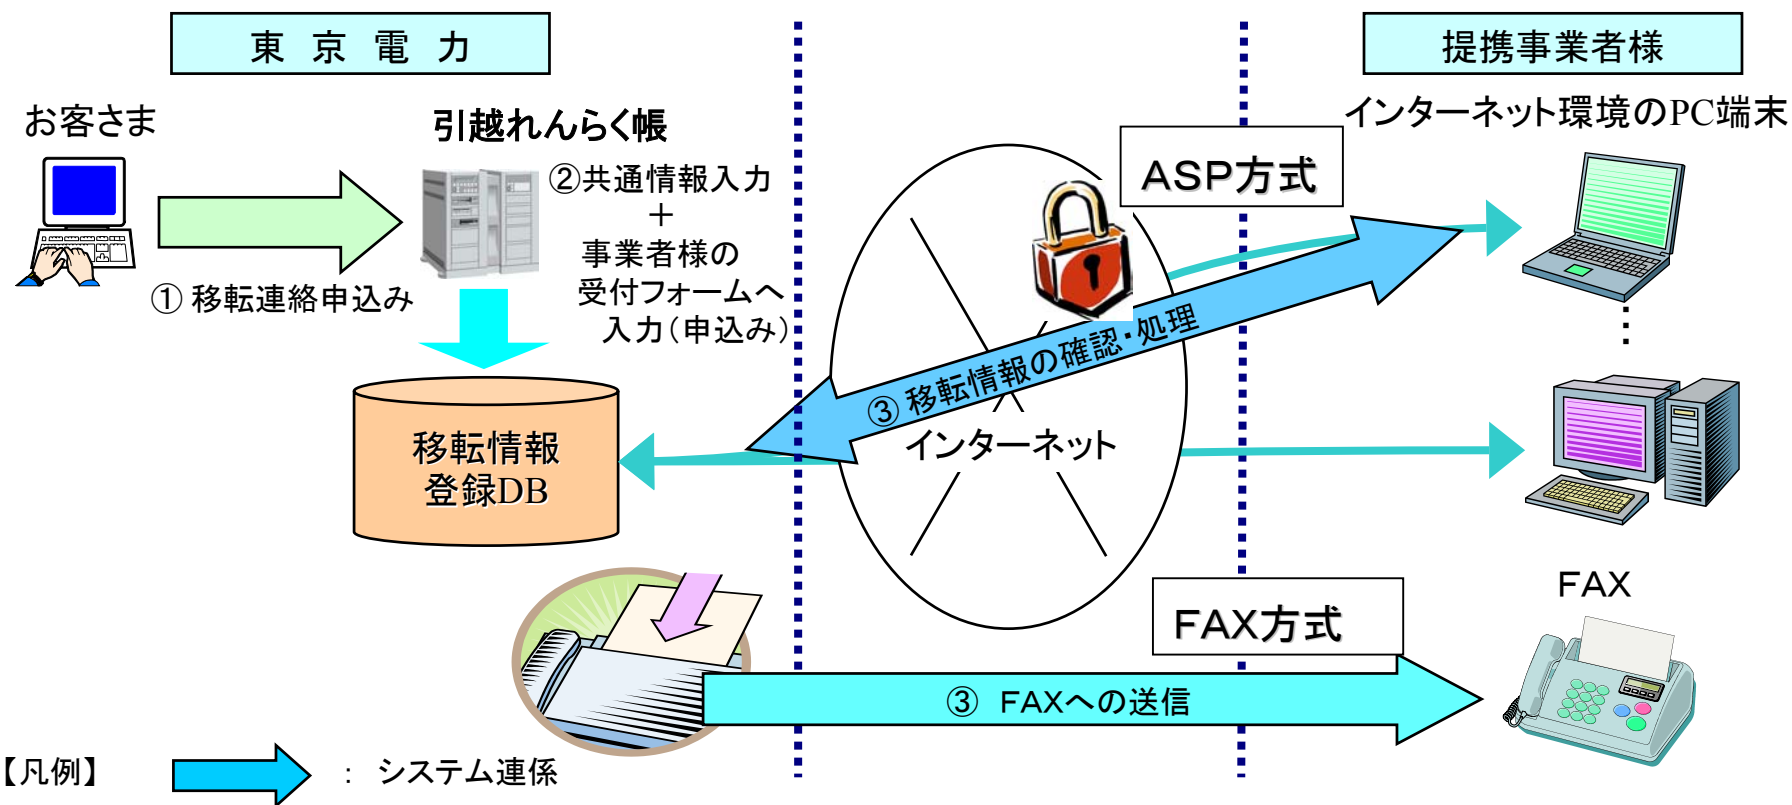 東 京 電 力
提携事業者様
お客さま
引越れんらく帳
インターネット環境のPC端末
ASP方式
②共通情報入力
＋
事業者様の
受付フォームへ
入力(申込み)
① 移転連絡申込み
③ 移転情報の確認・処理
インターネット
移転情報
登録DB
FAX
FAX方式
③ FAXへの送信
【凡例】 ： システム連係